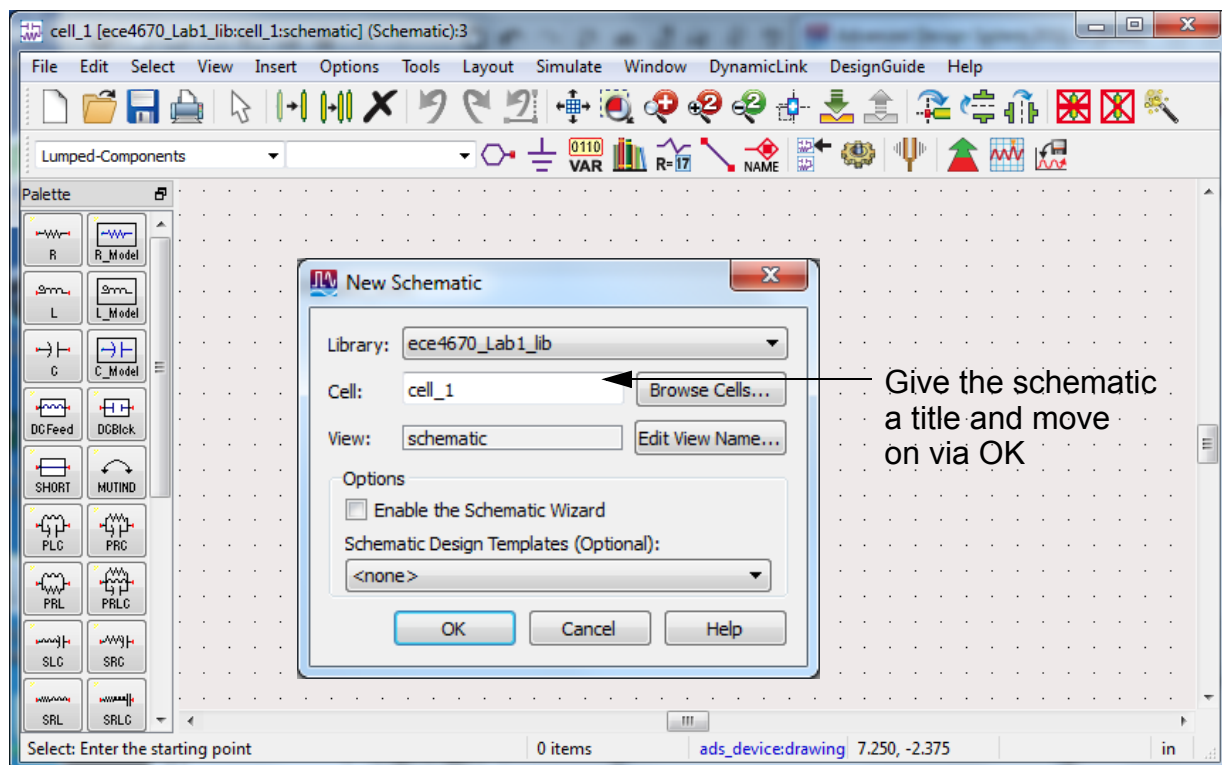 cell_1 [ece4670_Lab1_lib:cell_1:schematic] (Schematic):3
File Edit Select View Insert Options Tools Layout Simulate Window DynamicLink DesignGuide Help
0110
VAR
R= 17
NAME
Lumped-Components
Palette
R R_Model
L L_Model
C C_Model
DCFeed DCBlck
SHORT MUTIND
PLC PRC
PRL PRLC
SLC SRC
SRL SRLC
New Schematic
Library: ece4670_Lab1_lib
Cell: cell_1 Browse Cells...
View: schematic Edit View Name...
Options
Enable the Schematic Wizard
Schematic Design Templates (Optional):
<none>
OK Cancel Help
Give the schematic
a title and move
on via OK
Select: Enter the starting point 0 items ads_device:drawing 7.250, -2.375 in